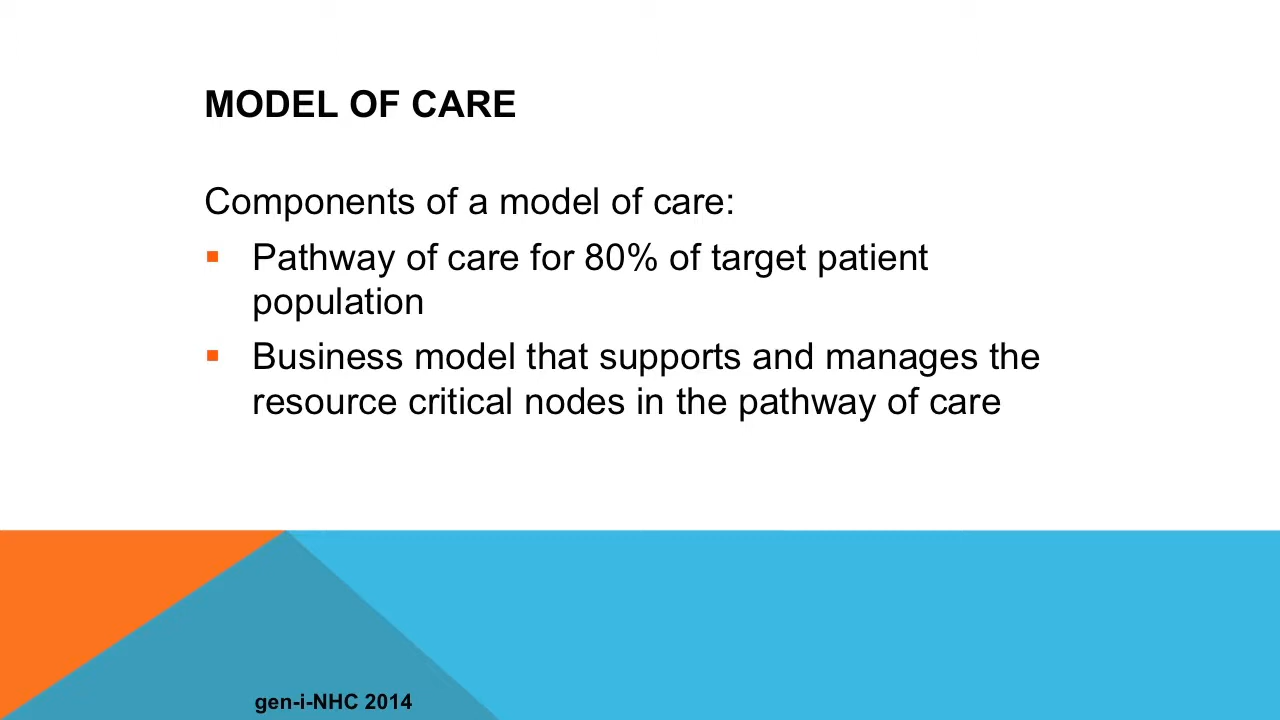 MODEL OF CARE
Components of a model of care:
▪ Pathway of care for 80% of target patient
population
▪ Business model that supports and manages the
resource critical nodes in the pathway of care
gen-i-NHC 2014